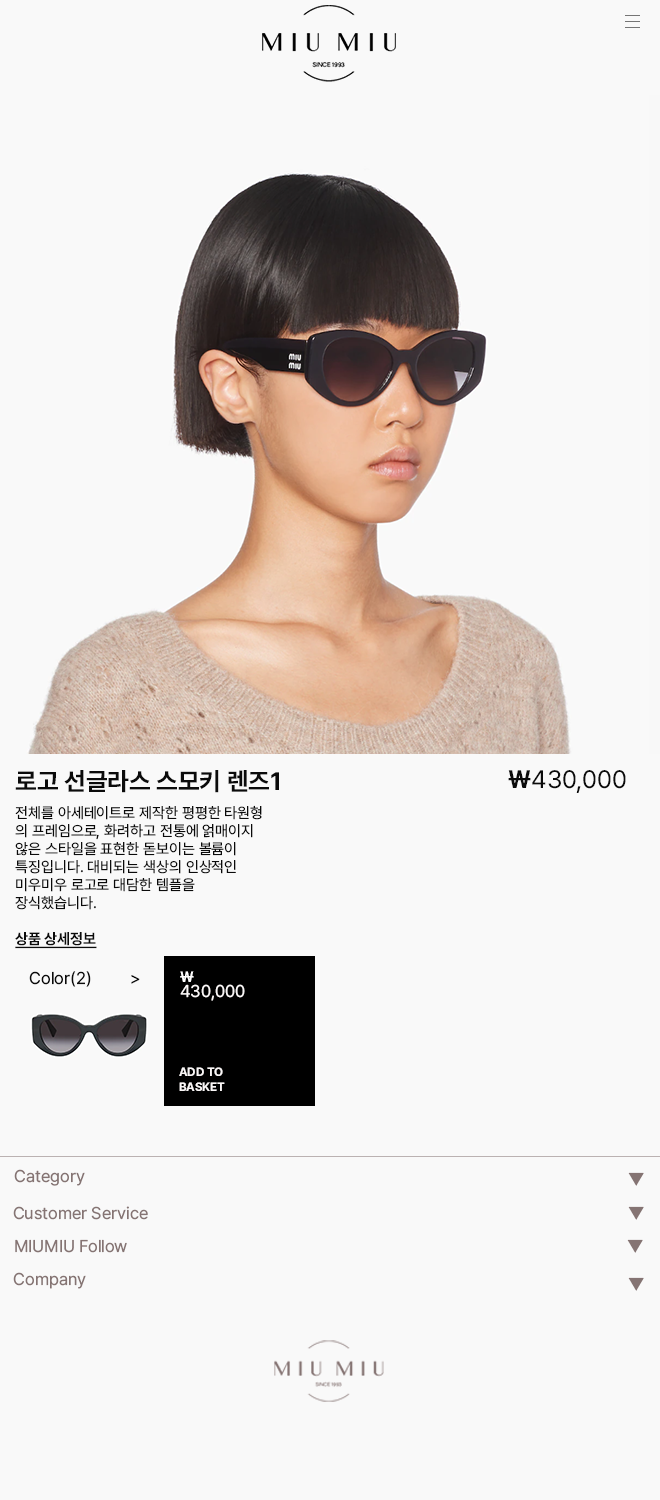 MIU MIU
SINCE 1993
miu
miu
로고 선글라스 스모키 렌즈1
₩430,000
전체를 아세테이트로 제작한 평평한 타원형
의 프레임으로, 화려하고 전통에 얽매이지
않은 스타일을 표현한 돋보이는 볼륨이
특징입니다. 대비되는 색상의 인상적인
미우미우 로고로 대담한 템플을
장식했습니다.
상품 상세정보
Color(2) >
₩
430,000
ADD TO
BASKET
Category ▼
Customer Service ▼
MIUMIU Follow ▼
Company ▼
MIU MIU
SINCE 1993